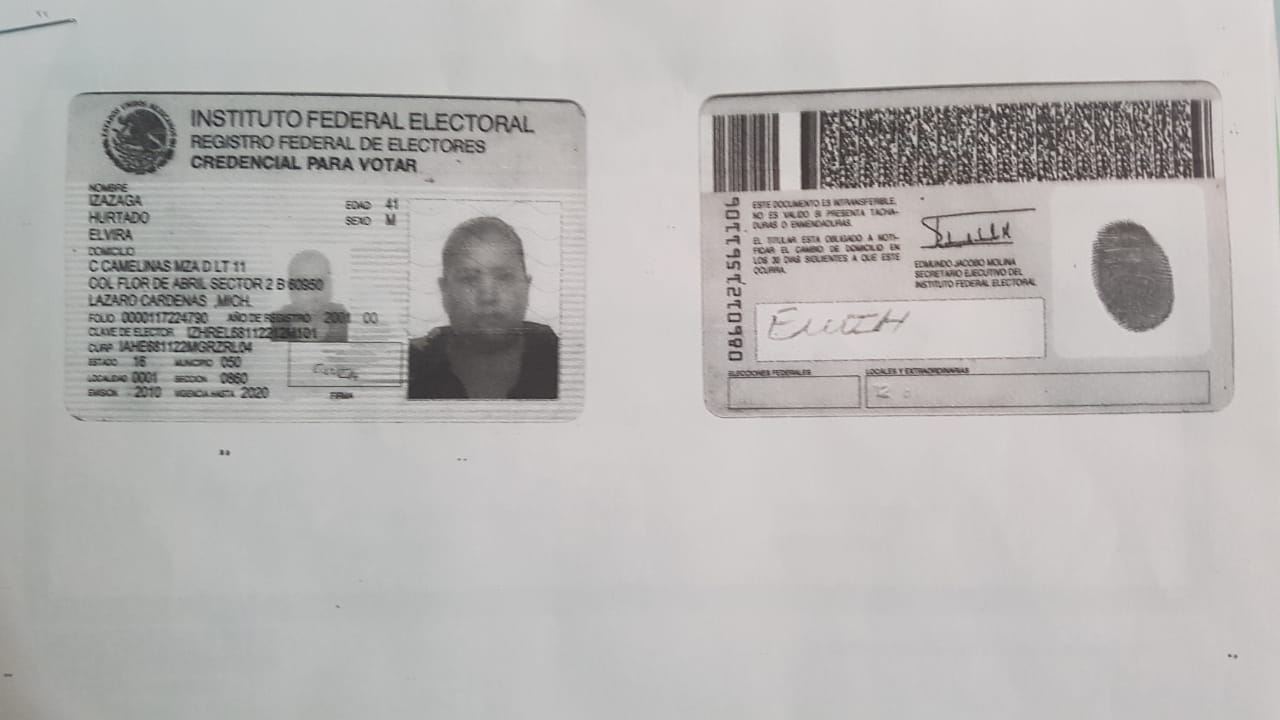 INSTITUTO FEDERAL ELECTORAL
REGISTRO FEDERAL DE ELECTORES
CREDENCIAL PARA VOTAR
NOMBRE
IZAZAGA
HURTADO
ELVIRA
EDAD 41
SEXO M
DOMICILIO
C CAMELINAS MZA D LT 11
COL FLOR DE ABRIL SECTOR 2 B 60950
LAZARO CARDENAS ,MICH.
FOLIO 0000117224790 AÑO DE REGISTRO 2001 00
CLAVE DE ELECTOR
CURP IAHE681122MGRZRL04
ESTADO 16 MUNICIPIO 050
LOCALIDAD 0001 SECCION 0860
EMISION 2010 VIGENCIA HASTA 2020
FIRMA
0860121561106
ESTE DOCUMENTO ES INTRANSFERIBLE,
NO ES VALIDO SI PRESENTA TACHA-
DURAS O ENMENDADURAS.
EL TITULAR ESTA OBLIGADO A NOTI-
FICAR EL CAMBIO DE DOMICILIO EN
LOS 30 DIAS SIGUIENTES A QUE ESTE
OCURRA.
EDMUNDO JACOBO MOLINA
SECRETARIO EJECUTIVO DEL
INSTITUTO FEDERAL ELECTORAL
ELECCIONES FEDERALES
LOCALES Y EXTRAORDINARIAS